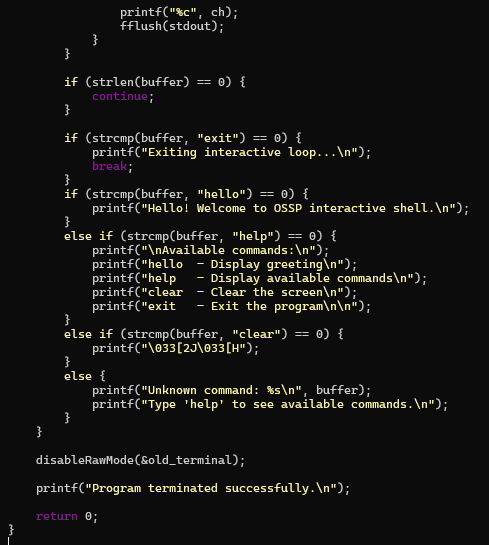 printf("%c", ch);
                fflush(stdout);
            }
        }

        if (strlen(buffer) == 0) {
            continue;
        }

        if (strcmp(buffer, "exit") == 0) {
            printf("Exiting interactive loop...\n");
            break;
        }
        if (strcmp(buffer, "hello") == 0) {
            printf("Hello! Welcome to OSSP interactive shell.\n");
        }
        else if (strcmp(buffer, "help") == 0) {
            printf("\nAvailable commands:\n");
            printf("hello  - Display greeting\n");
            printf("help   - Display available commands\n");
            printf("clear  - Clear the screen\n");
            printf("exit   - Exit the program\n\n");
        }
        else if (strcmp(buffer, "clear") == 0) {
            printf("\033[2J\033[H");
        }
        else {
            printf("Unknown command: %s\n", buffer);
            printf("Type 'help' to see available commands.\n");
        }
    }

    disableRawMode(&old_terminal);

    printf("Program terminated successfully.\n");

    return 0;
}